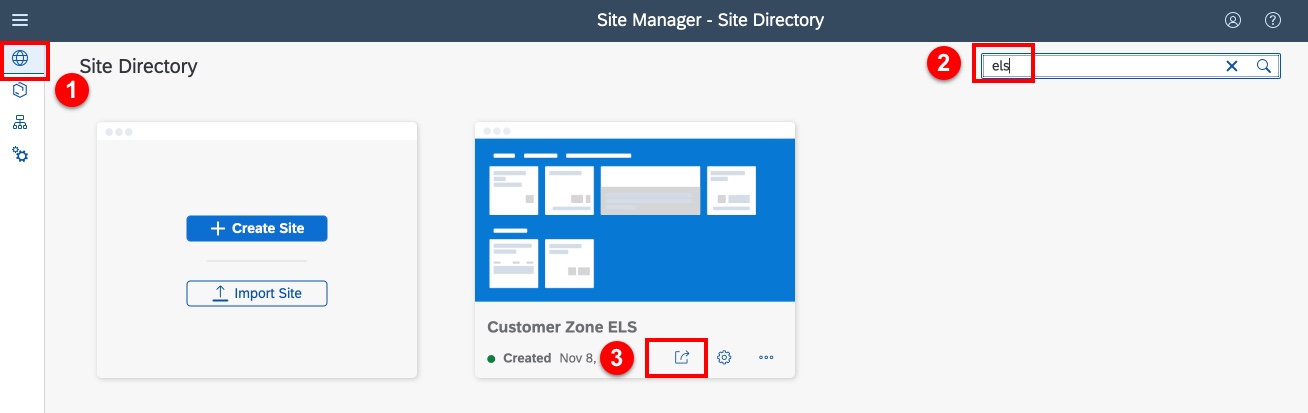 Site Manager - Site Directory
Site Directory
1
2
els
Create Site
Import Site
Customer Zone ELS
Created Nov 8,
3